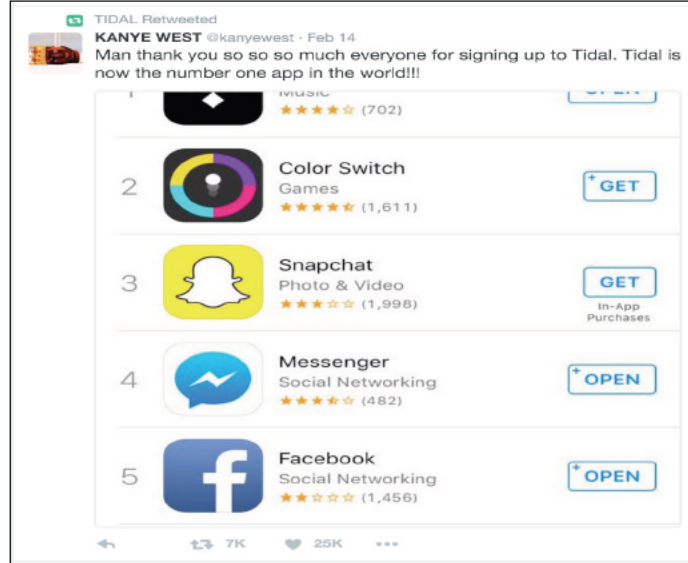 TIDAL Retweeted
KANYE WEST @kanyewest · Feb 14
Man thank you so so so much everyone for signing up to Tidal. Tidal is
now the number one app in the world!!!
1 Music OPEN
(702)
Color Switch
2 Games +GET
(1,611)
Snapchat
3 Photo & Video GET
(1,998) In-App
Purchases
Messenger
4 Social Networking +OPEN
(482)
Facebook
5 Social Networking +OPEN
(1,456)
7K 25K